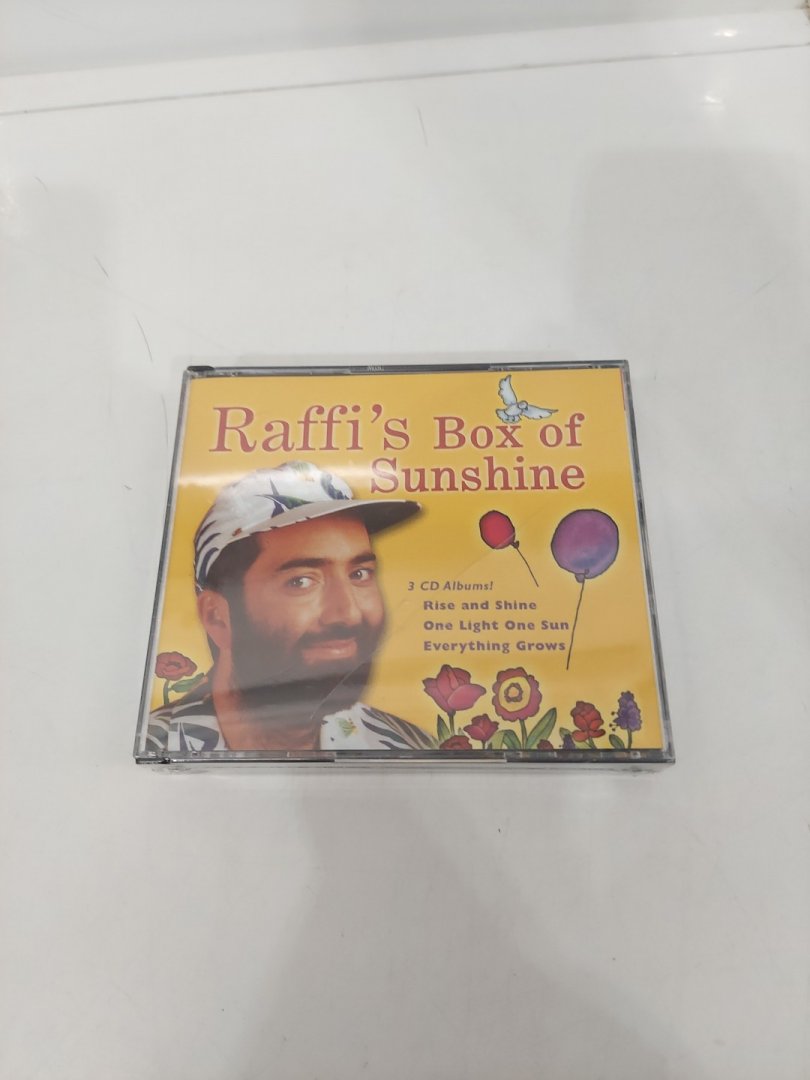 Raffi's Box of
Sunshine
3 CD Albums!
Rise and Shine
One Light One Sun
Everything Grows